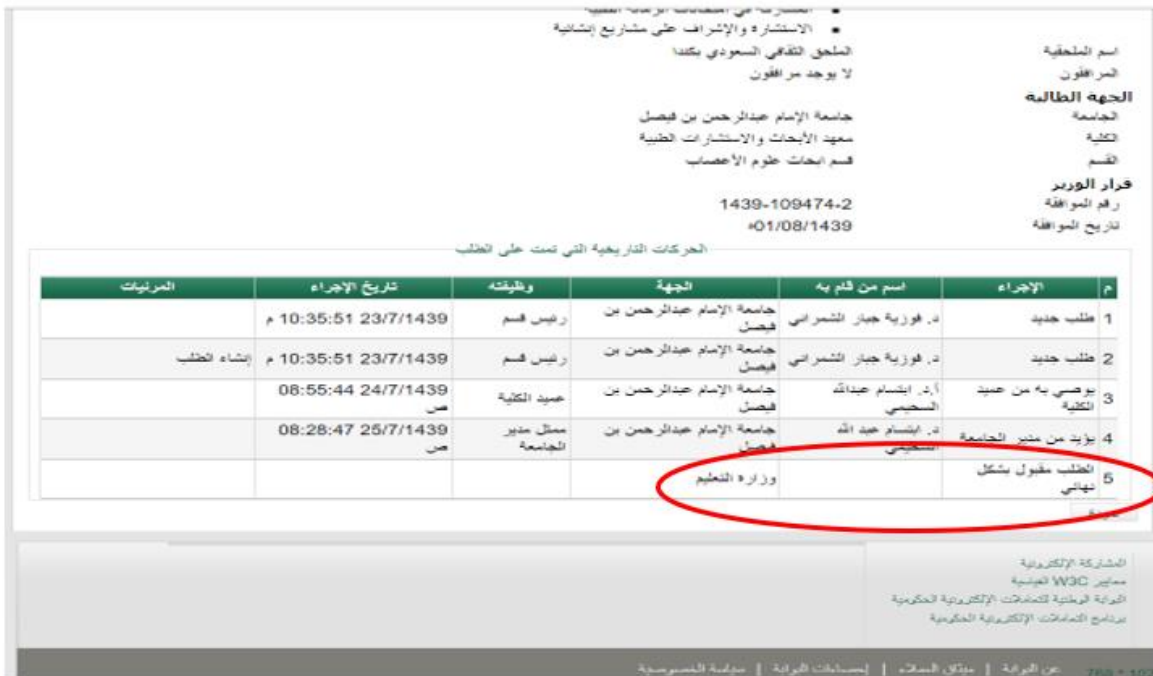 الاستشارة والإشراف على مشاريع إنشائية
اسم الملحقية الملحق الثقافي السعودي بكندا
المرافقون لا يوجد مرافقون
الجهة الطالبة
الجامعة جامعة الإمام عبدالرحمن بن فيصل
الكلية معهد الأبحاث والاستشارات الطبية
القسم قسم ابحاث علوم الأعصاب
قرار الوزير
رقم الموافقة 1439-109474-2
تاريخ الموافقة 01/08/1439ه
الحركات التاريخية التي تمت على الطلب
م الإجراء اسم من قام به الجهة وظيفته تاريخ الإجراء المرئيات
1 طلب جديد د. فوزية جبار الشمراني جامعة الإمام عبدالرحمن بن فيصل رئيس قسم 23/7/1439 10:35:51 م
2 طلب جديد د. فوزية جبار الشمراني جامعة الإمام عبدالرحمن بن فيصل رئيس قسم 23/7/1439 10:35:51 م إنشاء الطلب
3 يوصي به من عميد الكلية أ.د. ابتسام عبدالله السحيمي جامعة الإمام عبدالرحمن بن فيصل عميد الكلية 24/7/1439 08:55:44 ص
4 يؤيد من مدير الجامعة د. ابتسام عبد الله السحيمي جامعة الإمام عبدالرحمن بن فيصل ممثل مدير الجامعة 25/7/1439 08:28:47 ص
5 الطلب مقبول بشكل نهائي وزارة التعليم
عودة
المشاركة الإلكترونية
معايير W3C القياسية
البوابة الوطنية للتعاملات الإلكترونية الحكومية
برنامج التعاملات الإلكترونية الحكومية
عن البوابة | ميثاق العملاء | إحصاءات البوابة | سياسة الخصوصية